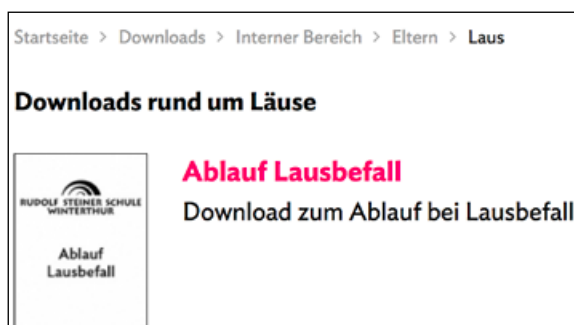 Startseite > Downloads > Interner Bereich > Eltern > Laus
Downloads rund um Läuse
RUDOLF STEINER SCHULE
WINTERTHUR
Ablauf
Lausbefall
Ablauf Lausbefall
Download zum Ablauf bei Lausbefall